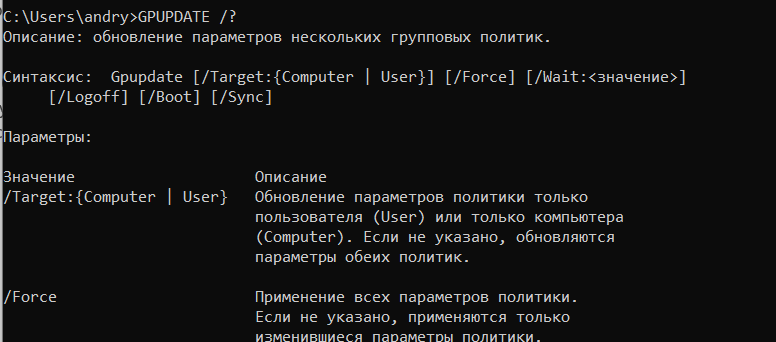 C:\Users\andry>GPUPDATE /?
Описание: обновление параметров нескольких групповых политик.
Синтаксис:  Gpupdate [/Target:{Computer | User}] [/Force] [/Wait:<значение>]
     [/Logoff] [/Boot] [/Sync]
Параметры:
Значение                  Описание
/Target:{Computer | User}   Обновление параметров политики только
                            пользователя (User) или только компьютера
                            (Computer). Если не указано, обновляются
                            параметры обеих политик.
/Force                      Применение всех параметров политики.
                            Если не указано, применяются только
                            изменившиеся параметры политики.